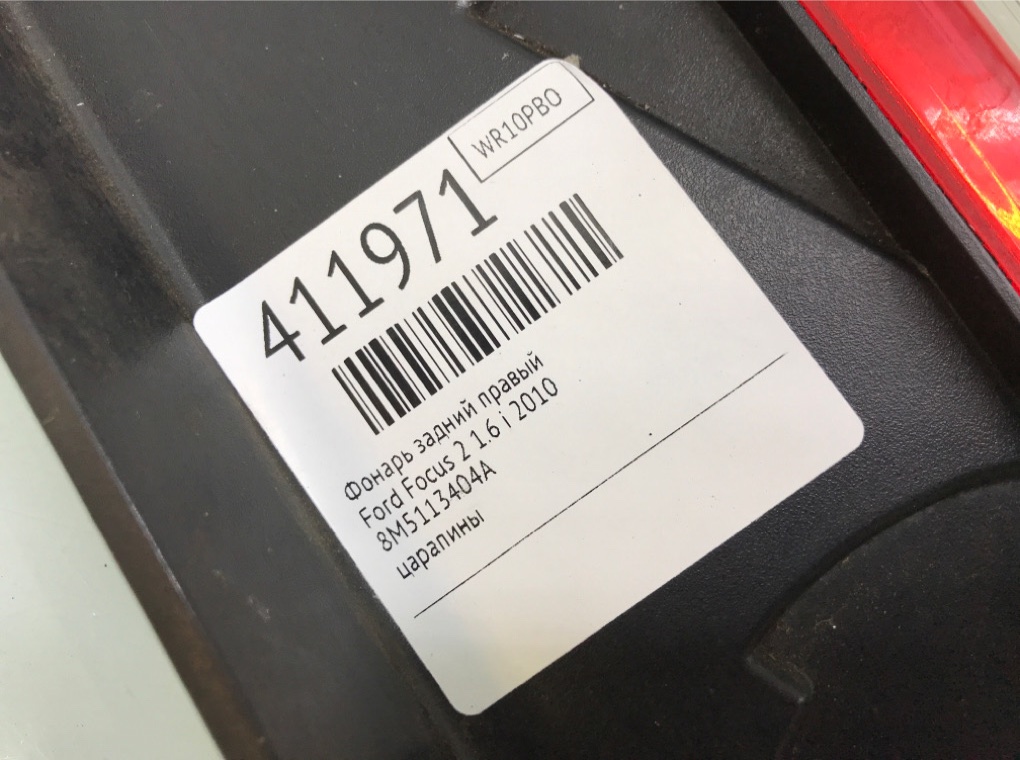 WR10PBO
411971
Фонарь задний правый
Ford Focus 2 1.6 i 2010
8M5113404A
царапины